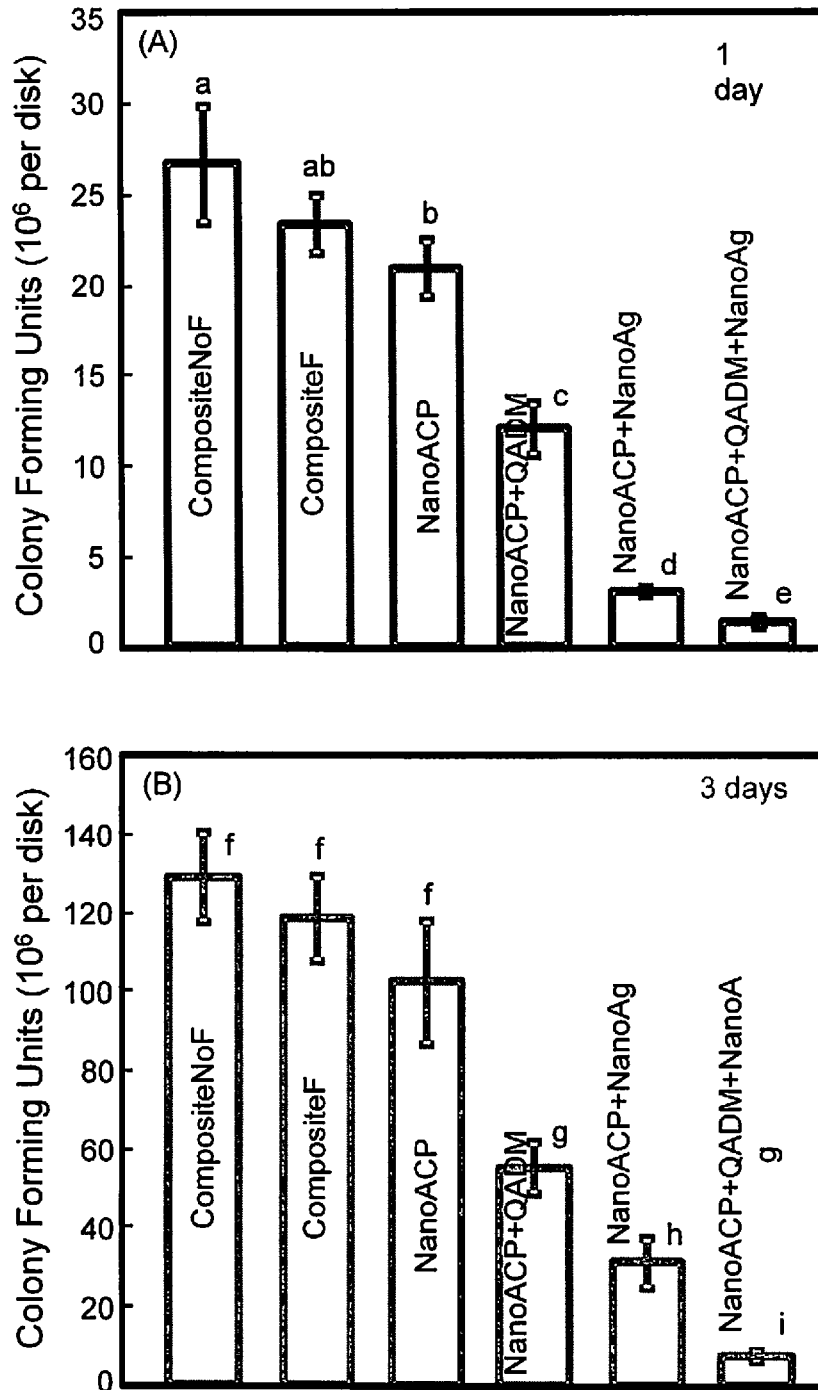 (A)
1
day
Colony Forming Units (10⁶ per disk)
35
30
25
20
15
10
5
0
a
ab
b
c
d
e
CompositeNoF
CompositeF
NanoACP
NanoACP+QADM
NanoACP+NanoAg
NanoACP+QADM+NanoAg
(B)
3 days
Colony Forming Units (10⁶ per disk)
160
140
120
100
80
60
40
20
0
f
f
f
g
h
i
CompositeNoF
CompositeF
NanoACP
NanoACP+QADM
NanoACP+NanoAg
NanoACP+QADM+NanoA
g